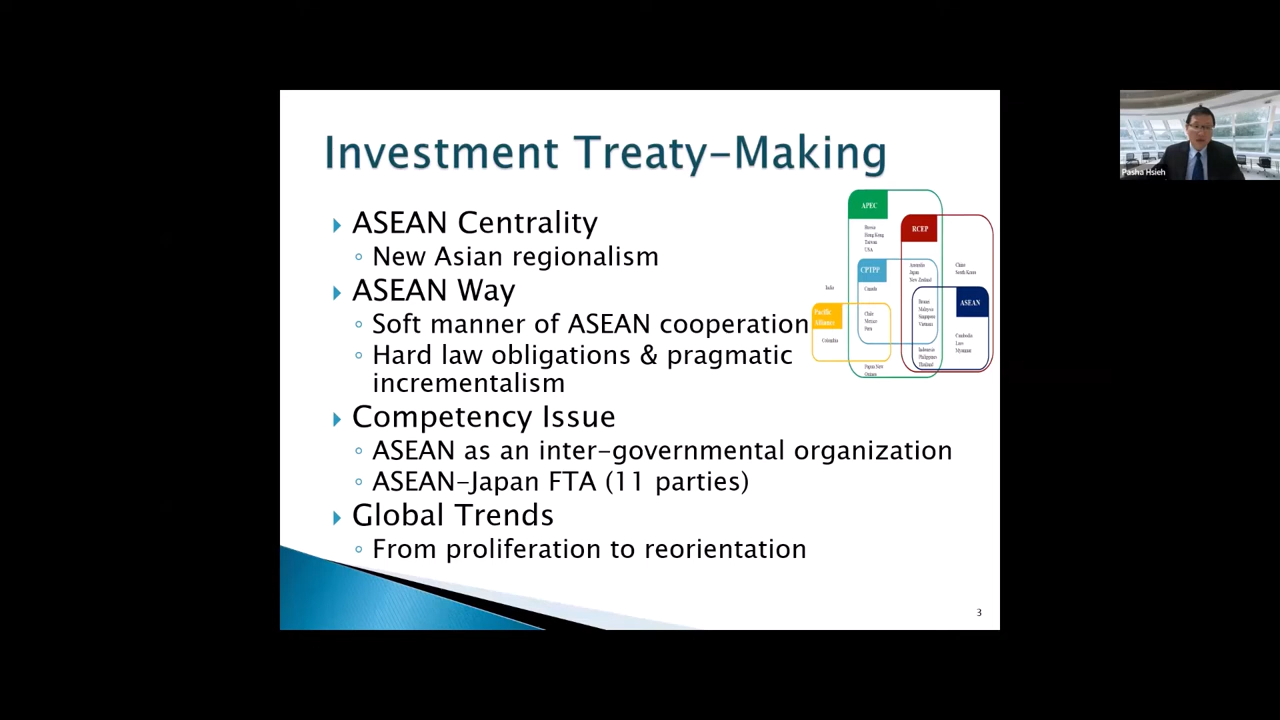 Investment Treaty-Making
ASEAN Centrality
New Asian regionalism
ASEAN Way
Soft manner of ASEAN cooperation
Hard law obligations & pragmatic
incrementalism
Competency Issue
ASEAN as an inter-governmental organization
ASEAN-Japan FTA (11 parties)
Global Trends
From proliferation to reorientation
APEC
Hong Kong
Taiwan
USA
RCEP
CPTPP
Canada
Australia
Japan
New Zealand
China
South Korea
India
Pacific
Alliance
Colombia
Chile
Mexico
Peru
ASEAN
Brunei
Malaysia
Singapore
Vietnam
Cambodia
Laos
Myanmar
Indonesia
Philippines
Thailand
Papua New
3
Pasha Hsieh